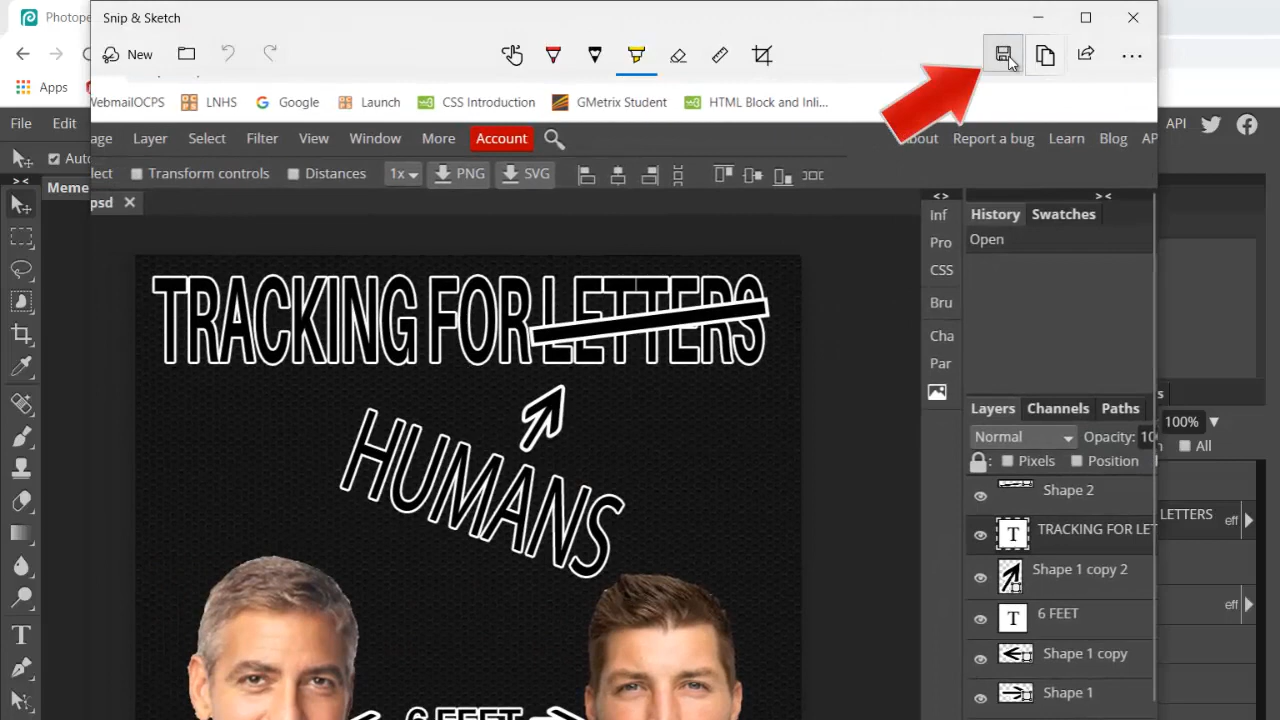 Photope
Snip & Sketch
New
Apps
WebmailOCPS LNHS Google Launch CSS Introduction GMetrix Student HTML Block and Inli...
File Edit
age Layer Select Filter View Window More Account
About Report a bug Learn Blog AP
API
Auto
lect Transform controls Distances 1x PNG SVG
Meme
psd
Inf
Pro
CSS
Bru
Cha
Par
History Swatches
Open
TRACKING FOR LETTERS
HUMANS
6 FEET
Layers Channels Paths
Normal Opacity: 10
100%
Pixels Position
All
Shape 2
TRACKING FOR LET
LETTERS eff
Shape 1 copy 2
6 FEET
eff
Shape 1 copy
Shape 1